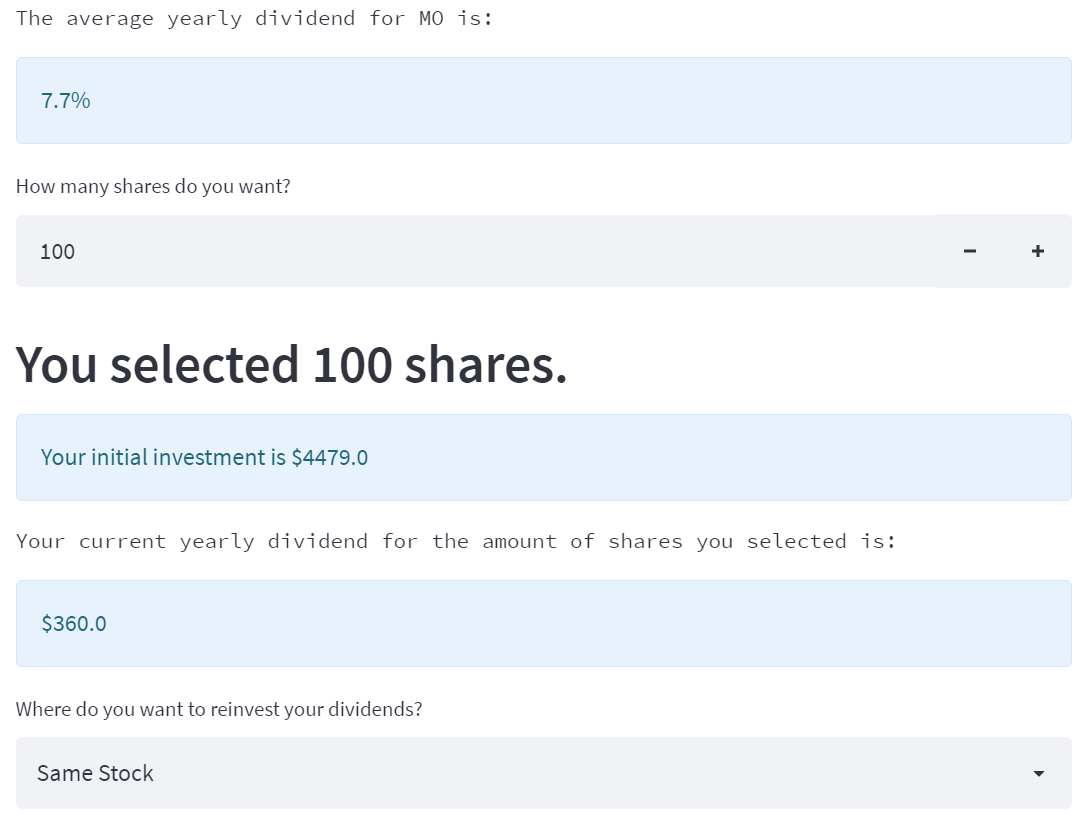 The average yearly dividend for MO is:
7.7%
How many shares do you want?
100
You selected 100 shares.
Your initial investment is $4479.0
Your current yearly dividend for the amount of shares you selected is:
$360.0
Where do you want to reinvest your dividends?
Same Stock